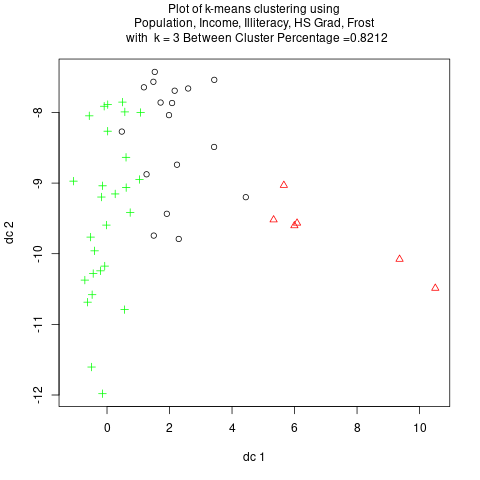 Plot of k-means clustering using
Population, Income, Illiteracy, HS Grad, Frost
with k = 3 Between Cluster Percentage =0.8212
-8
-9
-10
-11
-12
dc 2
0
2
4
6
8
10
dc 1